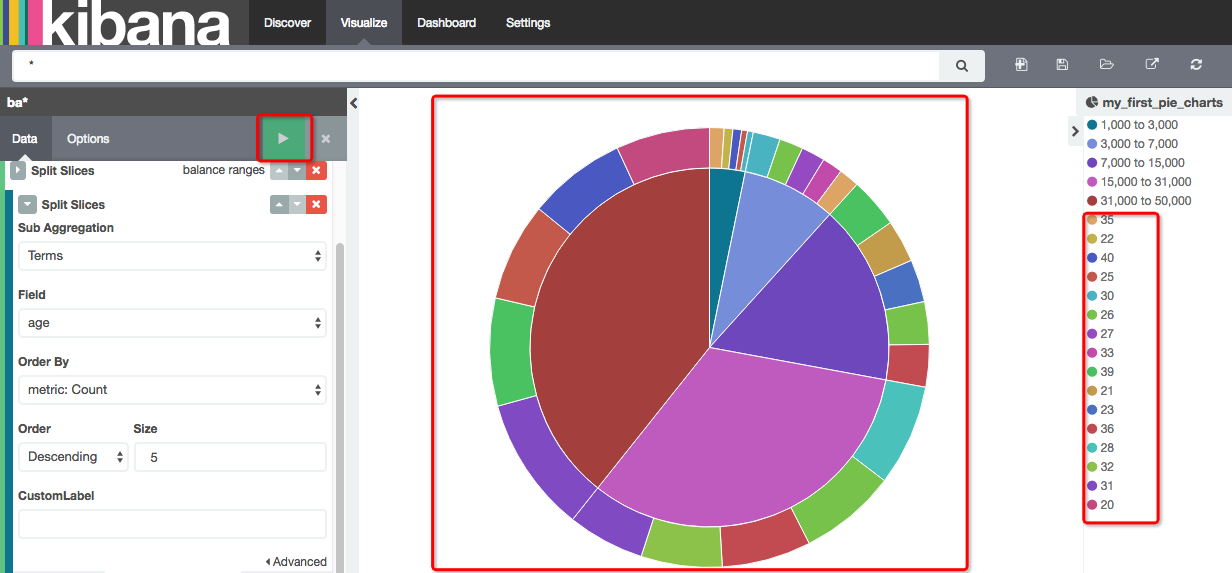 kibana
Discover
Visualize
Dashboard
Settings
*
ba*
Data
Options
Split Slices
balance ranges
Split Slices
Sub Aggregation
Terms
Field
age
Order By
metric: Count
Order
Size
Descending
5
CustomLabel
Advanced
my_first_pie_charts
1,000 to 3,000
3,000 to 7,000
7,000 to 15,000
15,000 to 31,000
31,000 to 50,000
35
22
40
25
30
26
27
33
39
21
23
36
28
32
31
20